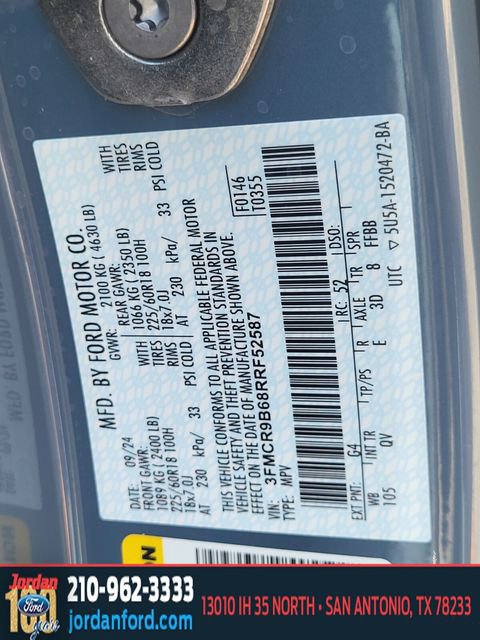 MFD. BY FORD MOTOR CO.
DATE: 09/24 GVWR: 2100 KG ( 4630 LB)
FRONT GAWR: REAR GAWR:
1089 KG ( 2400 LB) WITH 1066 KG ( 2350 LB) WITH
225/60R18 100H TIRES 225/60R18 100H TIRES
18x7.0J RIMS 18x7.0J RIMS
AT 230 kPa/ 33 PSI COLD AT 230 kPa/ 33 PSI COLD
THIS VEHICLE CONFORMS TO ALL APPLICABLE FEDERAL MOTOR
VEHICLE SAFETY AND THEFT PREVENTION STANDARDS IN
EFFECT ON THE DATE OF MANUFACTURE SHOWN ABOVE.
VIN: 3FMCR9B68RRF52587 F0146
TYPE: MPV T0355
EXT PNT: G4 RC: 52 DSO:
WB INT TR TP/PS R AXLE TR SPR
105 QV E 3D 8 FFBB
UTC ▽ 5U5A-1520472-BA
Jordan
100
Ford
years
210-962-3333
jordanford.com
13010 IH 35 NORTH • SAN ANTONIO, TX 78233